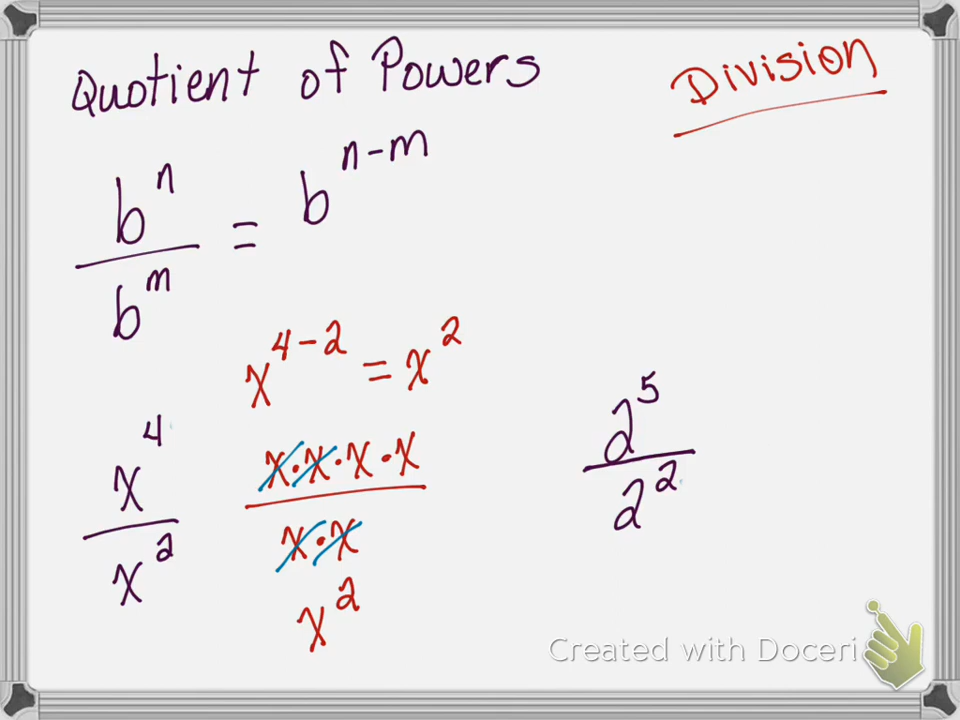 Quotient of Powers
Division
b^n / b^m = b^(n-m)
x^(4-2) = x^2
x^4 / x^2
x·x·x·x / x·x
x^2
2^5 / 2^2
Created with Doceri